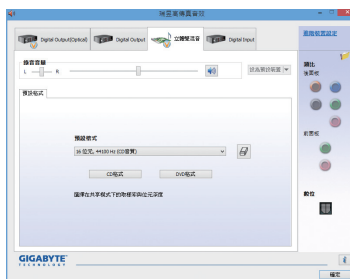 瑞昱高傳真音效
Digital Output(Optical)
Digital Output
立體聲混音
Digital Input
裝置進階設定
錄音音量
L
R
設為預設裝置
類比
後面板
預設格式
預設格式
16 位元, 44100 Hz (CD音質)
CD格式
DVD格式
選擇在共享模式下的取樣率與位元深度
前面板
數位
GIGABYTE
TECHNOLOGY
確定